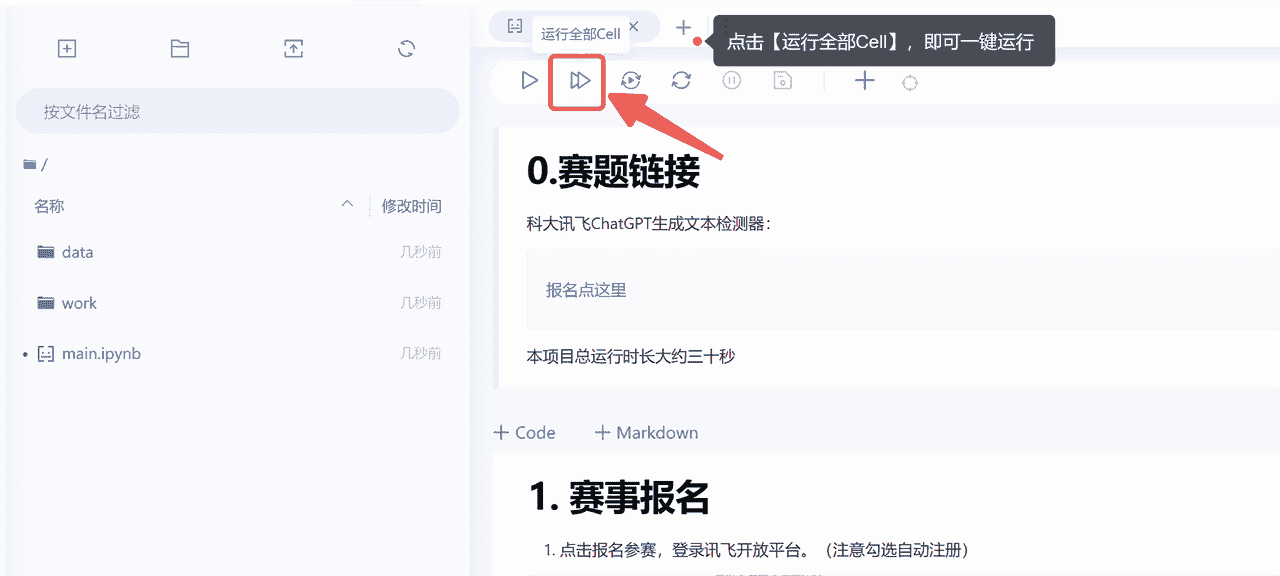 运行全部Cell
点击【运行全部Cell】，即可一键运行
按文件名过滤
/
名称 修改时间
data 几秒前
work 几秒前
main.ipynb 几秒前
0.赛题链接
科大讯飞ChatGPT生成文本检测器：
报名点这里
本项目总运行时长大约三十秒
Code Markdown
1. 赛事报名
1. 点击报名参赛，登录讯飞开放平台。（注意勾选自动注册）